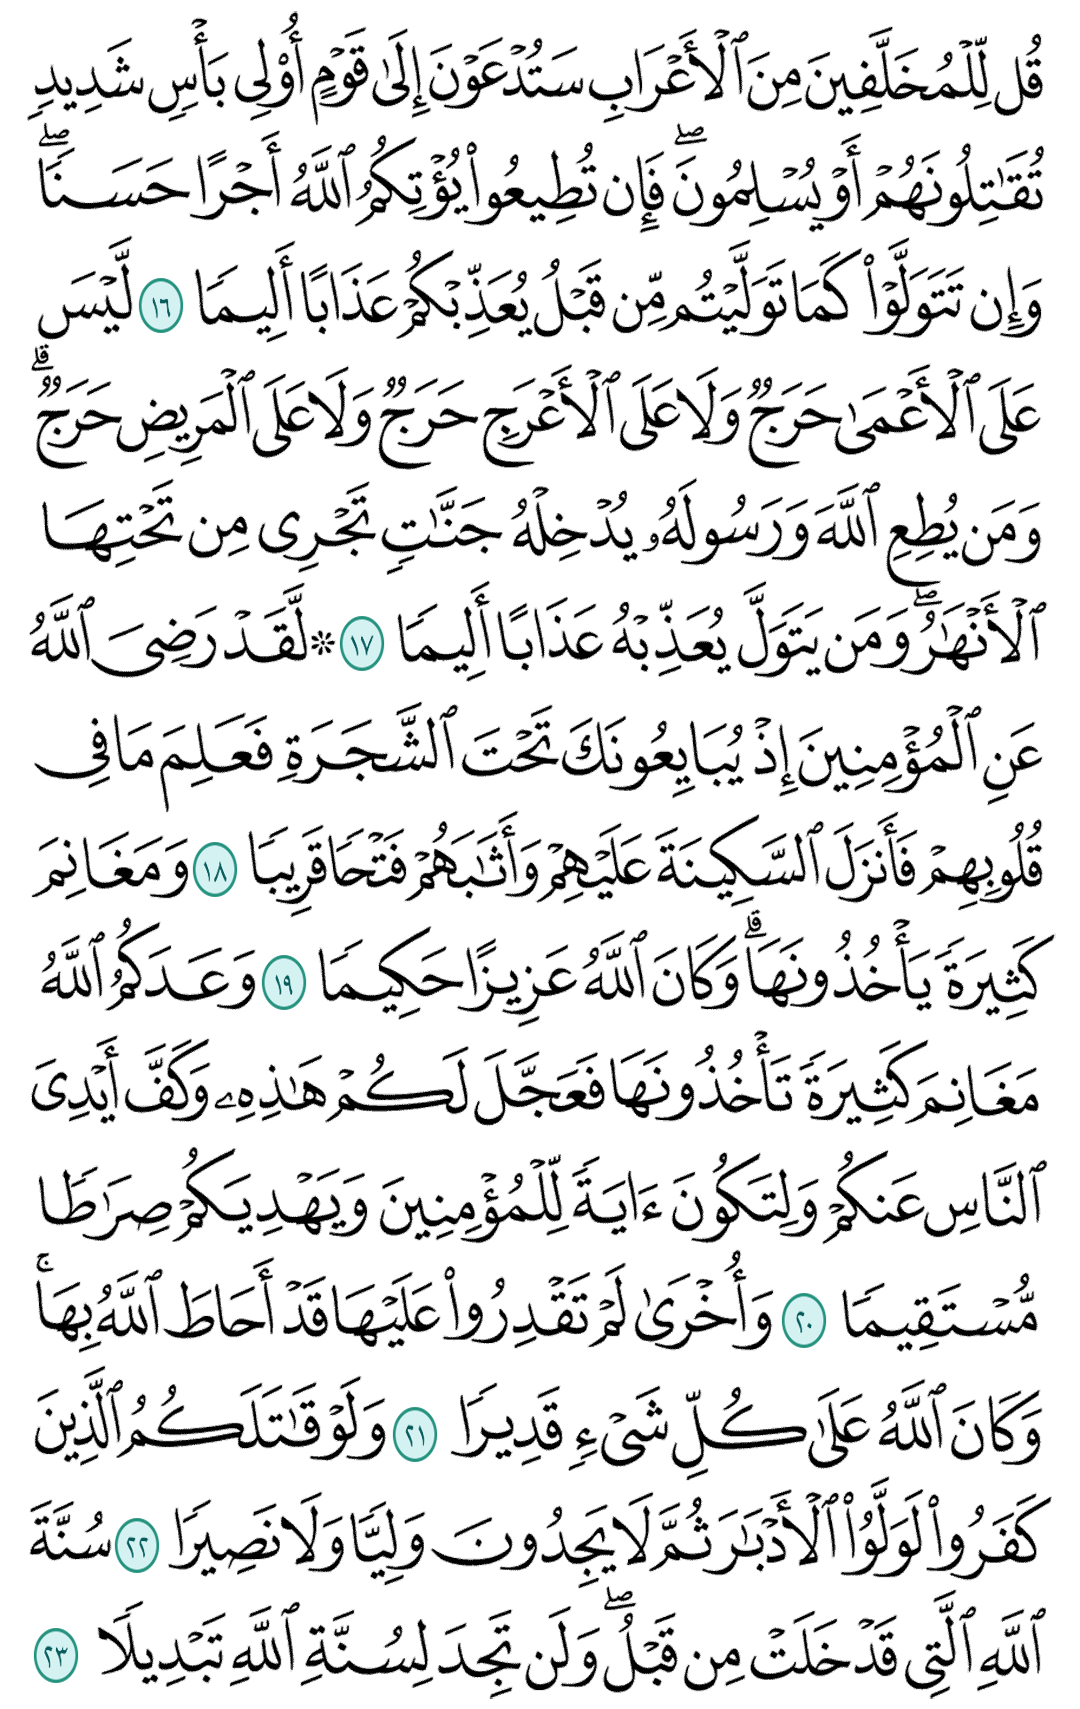 قُل لِّلْمُخَلَّفِينَ مِنَ ٱلْأَعْرَابِ سَتُدْعَوْنَ إِلَىٰ قَوْمٍ أُو۟لِى بَأْسٍ شَدِيدٍ
تُقَـٰتِلُونَهُمْ أَوْ يُسْلِمُونَ ۖ فَإِن تُطِيعُوا۟ يُؤْتِكُمُ ٱللَّهُ أَجْرًا حَسَنًا ۖ
وَإِن تَتَوَلَّوْا۟ كَمَا تَوَلَّيْتُم مِّن قَبْلُ يُعَذِّبْكُمْ عَذَابًا أَلِيمًا ١٦ لَّيْسَ
عَلَى ٱلْأَعْمَىٰ حَرَجٌ وَلَا عَلَى ٱلْأَعْرَجِ حَرَجٌ وَلَا عَلَى ٱلْمَرِيضِ حَرَجٌ ۗ
وَمَن يُطِعِ ٱللَّهَ وَرَسُولَهُۥ يُدْخِلْهُ جَنَّـٰتٍ تَجْرِى مِن تَحْتِهَا
ٱلْأَنْهَـٰرُ ۖ وَمَن يَتَوَلَّ يُعَذِّبْهُ عَذَابًا أَلِيمًا ١٧ ۞ لَّقَدْ رَضِىَ ٱللَّهُ
عَنِ ٱلْمُؤْمِنِينَ إِذْ يُبَايِعُونَكَ تَحْتَ ٱلشَّجَرَةِ فَعَلِمَ مَا فِى
قُلُوبِهِمْ فَأَنزَلَ ٱلسَّكِينَةَ عَلَيْهِمْ وَأَثَـٰبَهُمْ فَتْحًا قَرِيبًا ١٨ وَمَغَانِمَ
كَثِيرَةً يَأْخُذُونَهَا ۗ وَكَانَ ٱللَّهُ عَزِيزًا حَكِيمًا ١٩ وَعَدَكُمُ ٱللَّهُ
مَغَانِمَ كَثِيرَةً تَأْخُذُونَهَا فَعَجَّلَ لَكُمْ هَـٰذِهِۦ وَكَفَّ أَيْدِىَ
ٱلنَّاسِ عَنكُمْ وَلِتَكُونَ ءَايَةً لِّلْمُؤْمِنِينَ وَيَهْدِيَكُمْ صِرَٰطًا
مُّسْتَقِيمًا ٢٠ وَأُخْرَىٰ لَمْ تَقْدِرُوا۟ عَلَيْهَا قَدْ أَحَاطَ ٱللَّهُ بِهَا ۚ
وَكَانَ ٱللَّهُ عَلَىٰ كُلِّ شَىْءٍ قَدِيرًا ٢١ وَلَوْ قَـٰتَلَكُمُ ٱلَّذِينَ
كَفَرُوا۟ لَوَلَّوُا۟ ٱلْأَدْبَـٰرَ ثُمَّ لَا يَجِدُونَ وَلِيًّا وَلَا نَصِيرًا ٢٢ سُنَّةَ
ٱللَّهِ ٱلَّتِى قَدْ خَلَتْ مِن قَبْلُ ۖ وَلَن تَجِدَ لِسُنَّةِ ٱللَّهِ تَبْدِيلًا ٢٣